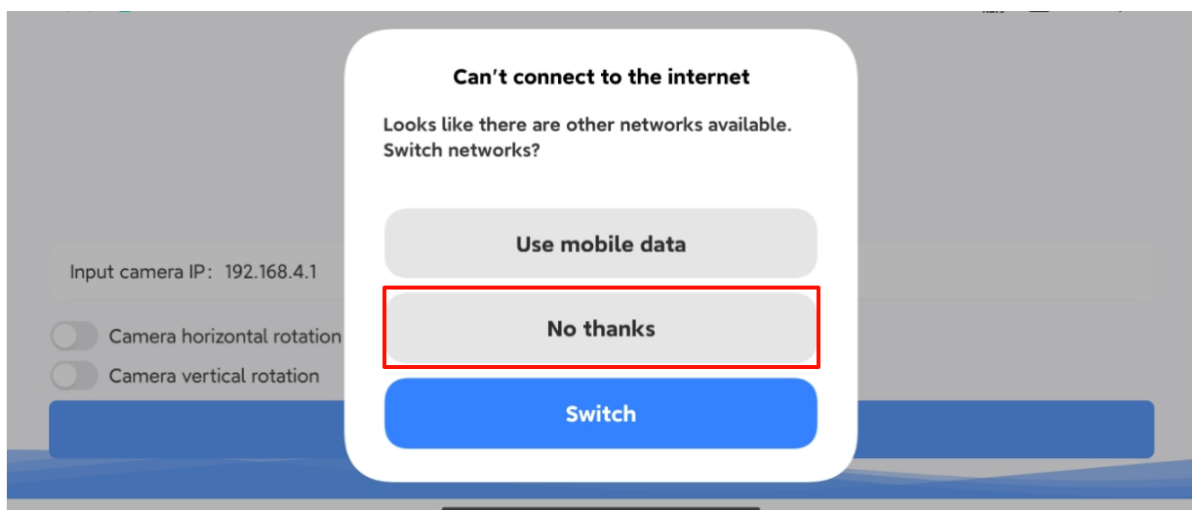 Can't connect to the internet
Looks like there are other networks available.
Switch networks?
Use mobile data
Input camera IP: 192.168.4.1
No thanks
Camera horizontal rotation
Camera vertical rotation
Switch